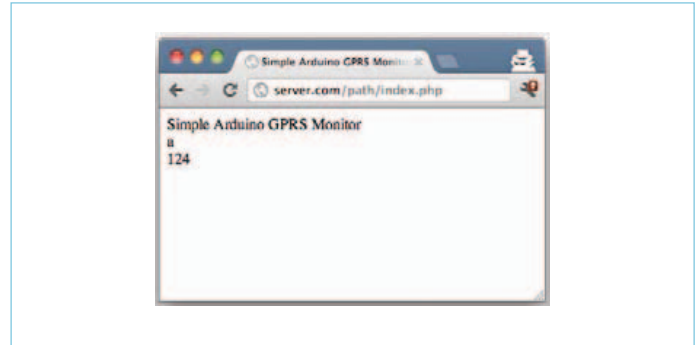 Simple Arduino GPRS Monit
server.com/path/index.php
Simple Arduino GPRS Monitor
a
124